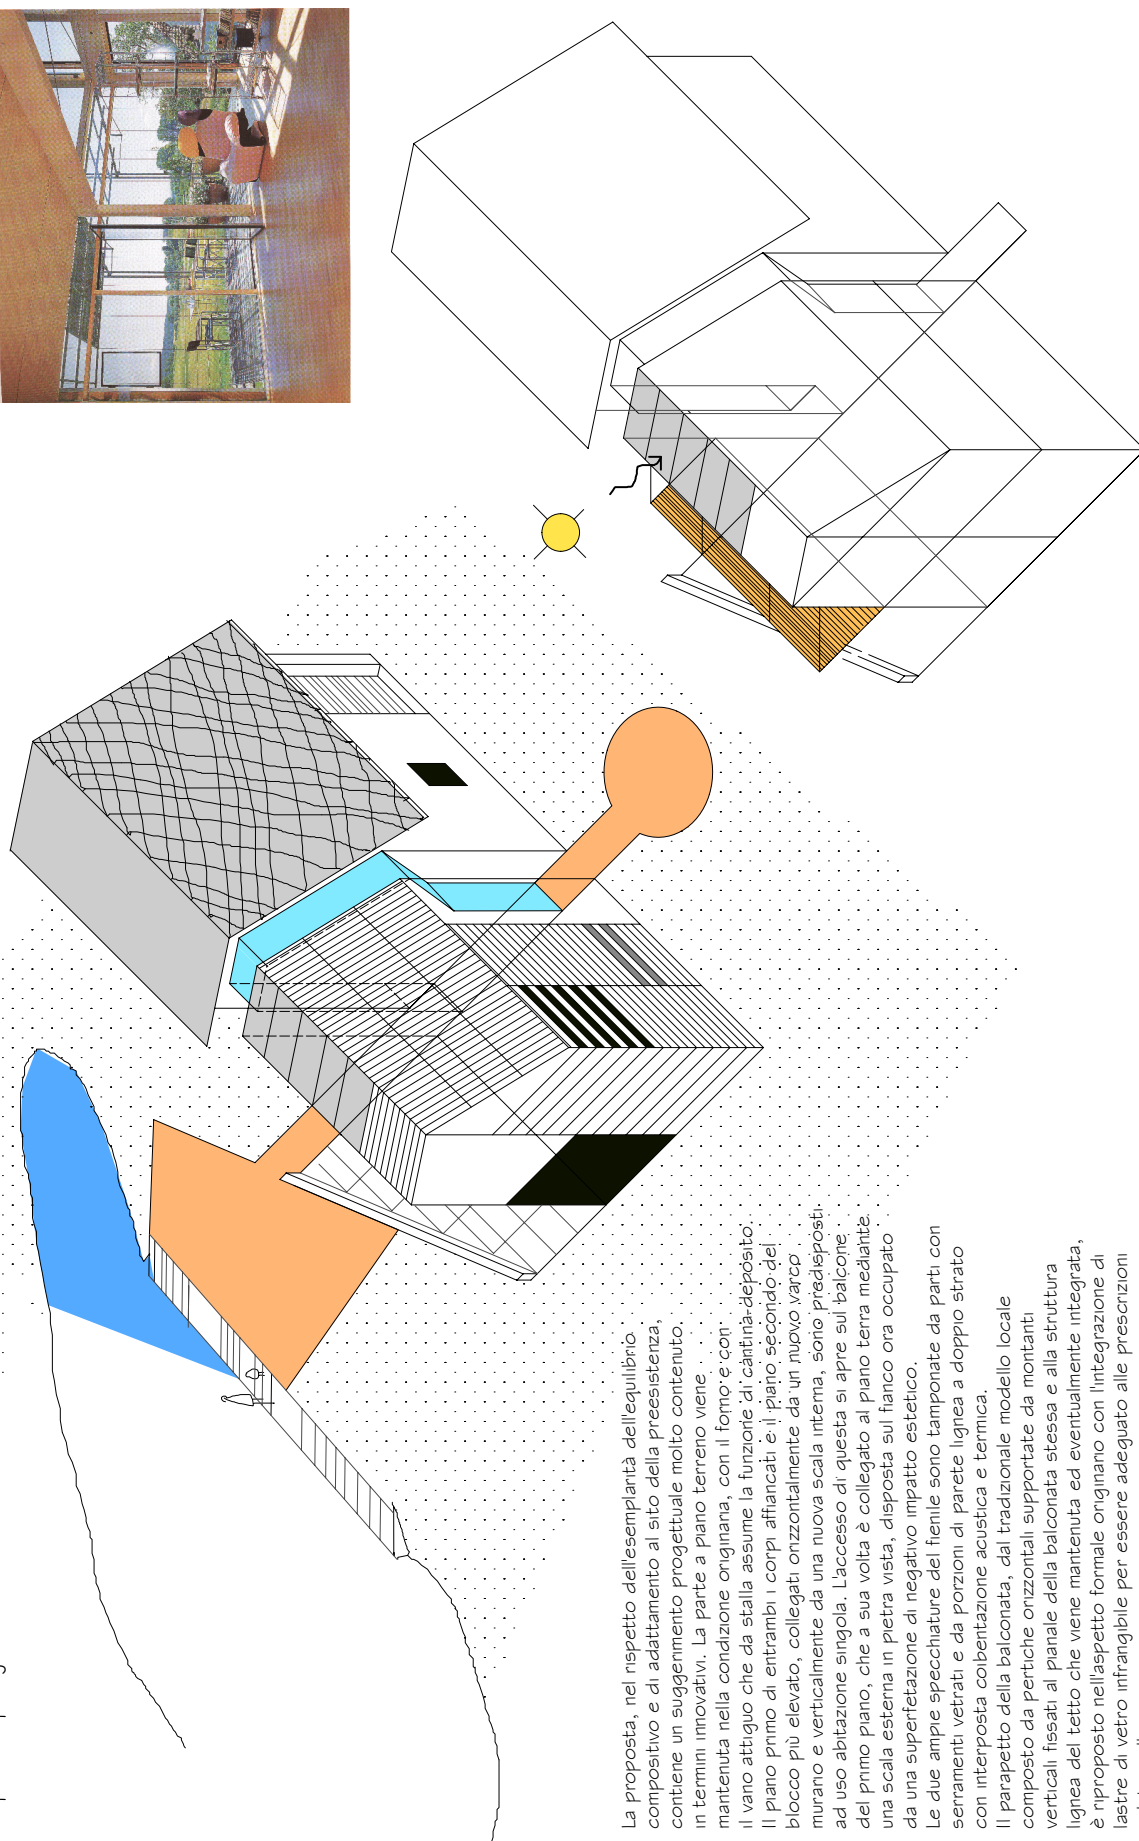 La proposta, nel rispetto dell'esemplarità dell'equilibrio
compositivo e di adattamento al sito della preesistenza,
contiene un suggerimento progettuale molto contenuto.
in termini innovativi. La parte a piano terreno viene
mantenuta nella condizione originaria, con il forno e con
il vano attiguo che da stalla assume la funzione di cantina-deposito.
Il piano primo di entrambi i corpi affiancati e il piano secondo del
blocco più elevato, collegati orizzontalmente da un nuovo varco
murario e verticalmente da una nuova scala interna, sono predisposti
ad uso abitazione singola. L'accesso di questa si apre sul balcone
del primo piano, che a sua volta è collegato al piano terra mediante
una scala esterna in pietra vista, disposta sul fianco ora occupato
da una superfetazione di negativo impatto estetico.
Le due ampie specchiature del fienile sono tamponate da parti con
serramenti vetrati e da porzioni di parete lignea a doppio strato
con interposta coibentazione acustica e termica.
Il parapetto della balconata, dal tradizionale modello locale
composto da pertiche orizzontali supportate da montanti
verticali fissati al pianale della balconata stessa e alla struttura
lignea del tetto che viene mantenuta ed eventualmente integrata,
è riproposto nell'aspetto formale originario con l'integrazione di
lastre di vetro infrangibile per essere adeguato alle prescrizioni